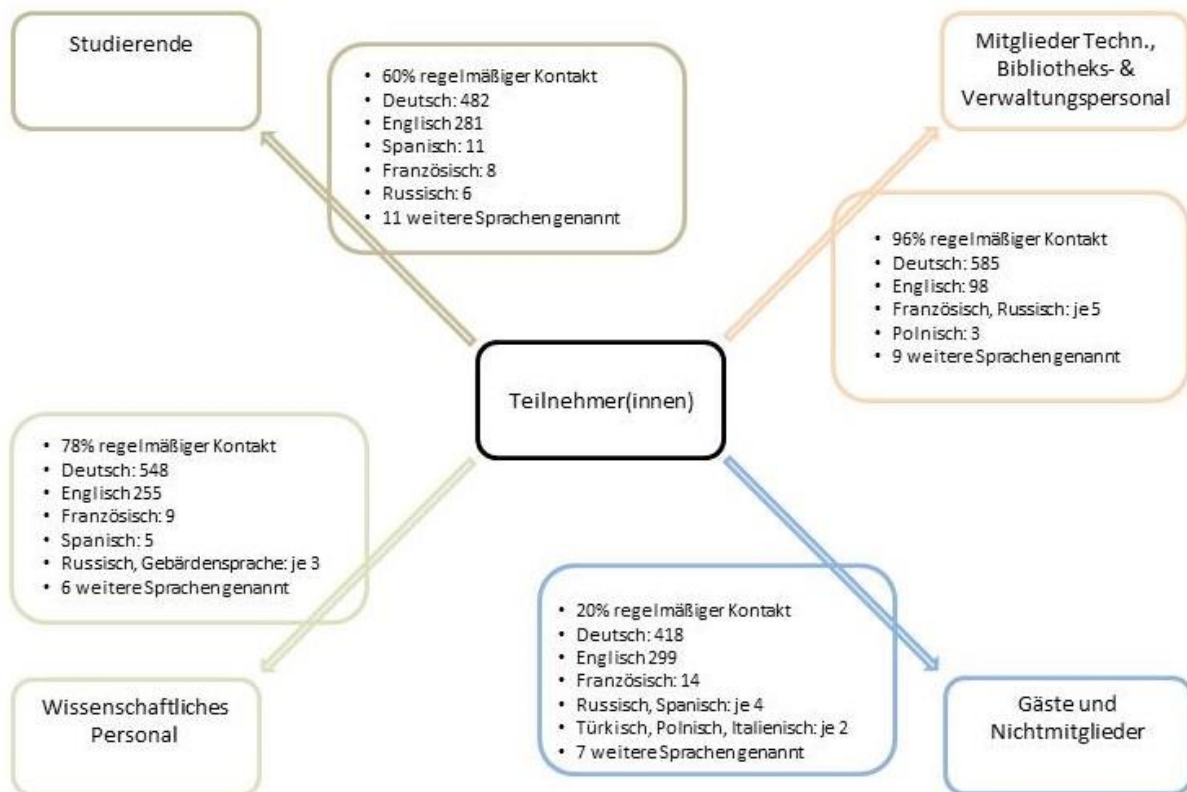 Studierende
• 60% regelmäßiger Kontakt
• Deutsch: 482
• Englisch 281
• Spanisch: 11
• Französisch: 8
• Russisch: 6
• 11 weitere Sprachen genannt
Mitglieder Techn.,
Bibliotheks- &
Verwaltungspersonal
• 96% regelmäßiger Kontakt
• Deutsch: 585
• Englisch: 98
• Französisch, Russisch: je 5
• Polnisch: 3
• 9 weitere Sprachen genannt
Teilnehmer(innen)
• 78% regelmäßiger Kontakt
• Deutsch: 548
• Englisch 255
• Französisch: 9
• Spanisch: 5
• Russisch, Gebärdensprache: je 3
• 6 weitere Sprachen genannt
Wissenschaftliches
Personal
• 20% regelmäßiger Kontakt
• Deutsch: 418
• Englisch 299
• Französisch: 14
• Russisch, Spanisch: je 4
• Türkisch, Polnisch, Italienisch: je 2
• 7 weitere Sprachen genannt
Gäste und
Nichtmitglieder